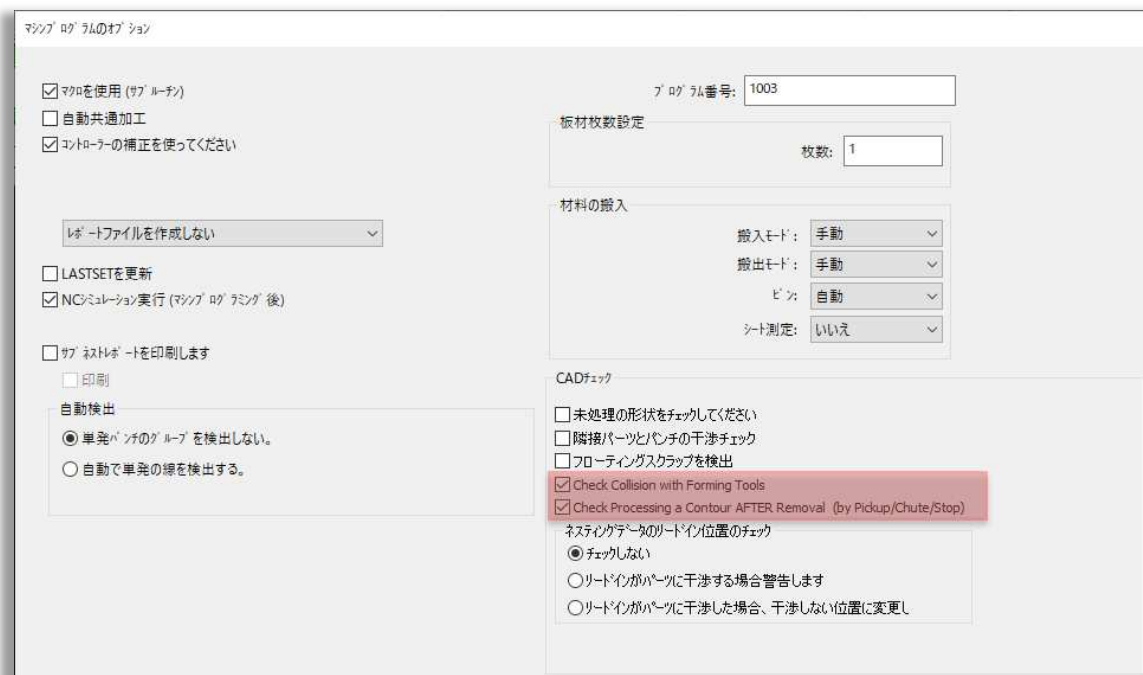 マシンプログラムのオプション
マクロを使用 (サブルーチン)
自動共通加工
コントローラーの補正を使ってください
レポートファイルを作成しない
LASTSETを更新
NCシミュレーション実行 (マシンプログラミング後)
サブネストレポートを印刷します
印刷
自動検出
単発パンチのグループを検出しない。
自動で単発の線を検出する。
プログラム番号: 1003
板材枚数設定
枚数: 1
材料の搬入
搬入モード: 手動
搬出モード: 手動
ピン: 自動
シート測定: いいえ
CADチェック
未処理の形状をチェックしてください
隣接パーツとパンチの干渉チェック
フローティングスクラップを検出
Check Collision with Forming Tools
Check Processing a Contour AFTER Removal (by Pickup/Chute/Stop)
ネスティングデータのリードイン位置のチェック
チェックしない
リードインがパーツに干渉する場合警告します
リードインがパーツに干渉した場合、干渉しない位置に変更し